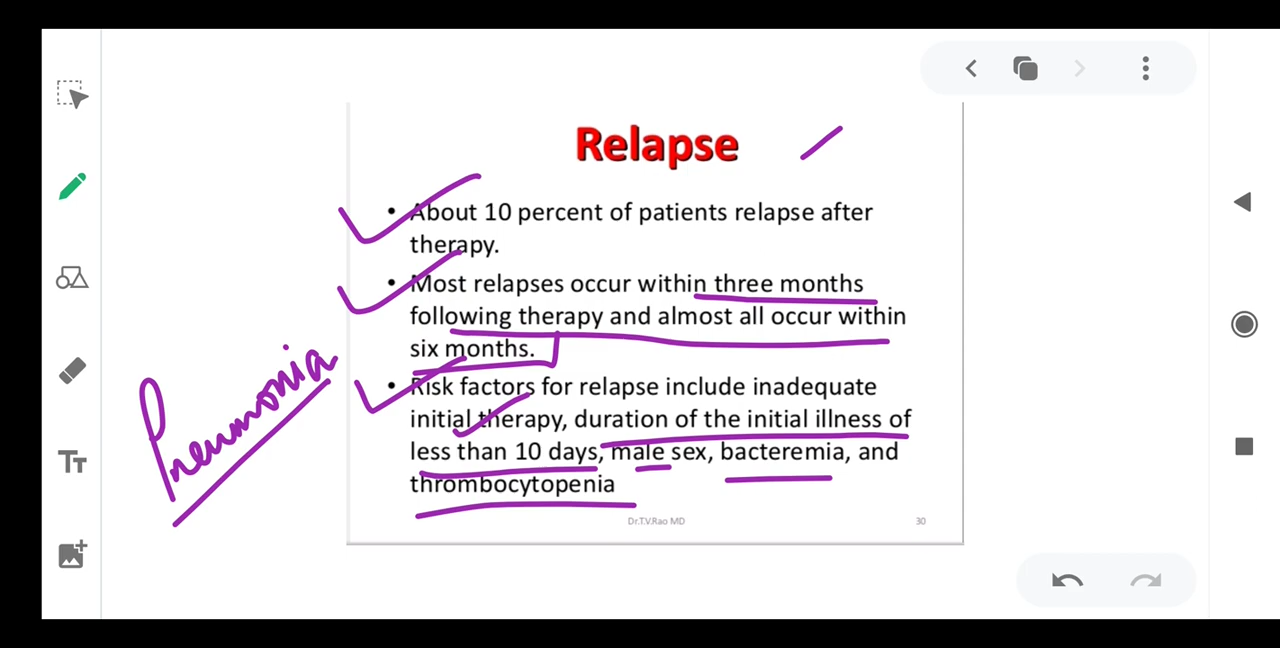 Relapse
• About 10 percent of patients relapse after
therapy.
• Most relapses occur within three months
following therapy and almost all occur within
six months.
• Risk factors for relapse include inadequate
initial therapy, duration of the initial illness of
less than 10 days, male sex, bacteremia, and
thrombocytopenia
Pneumonia
Dr.T.V.Rao MD
30
Tт